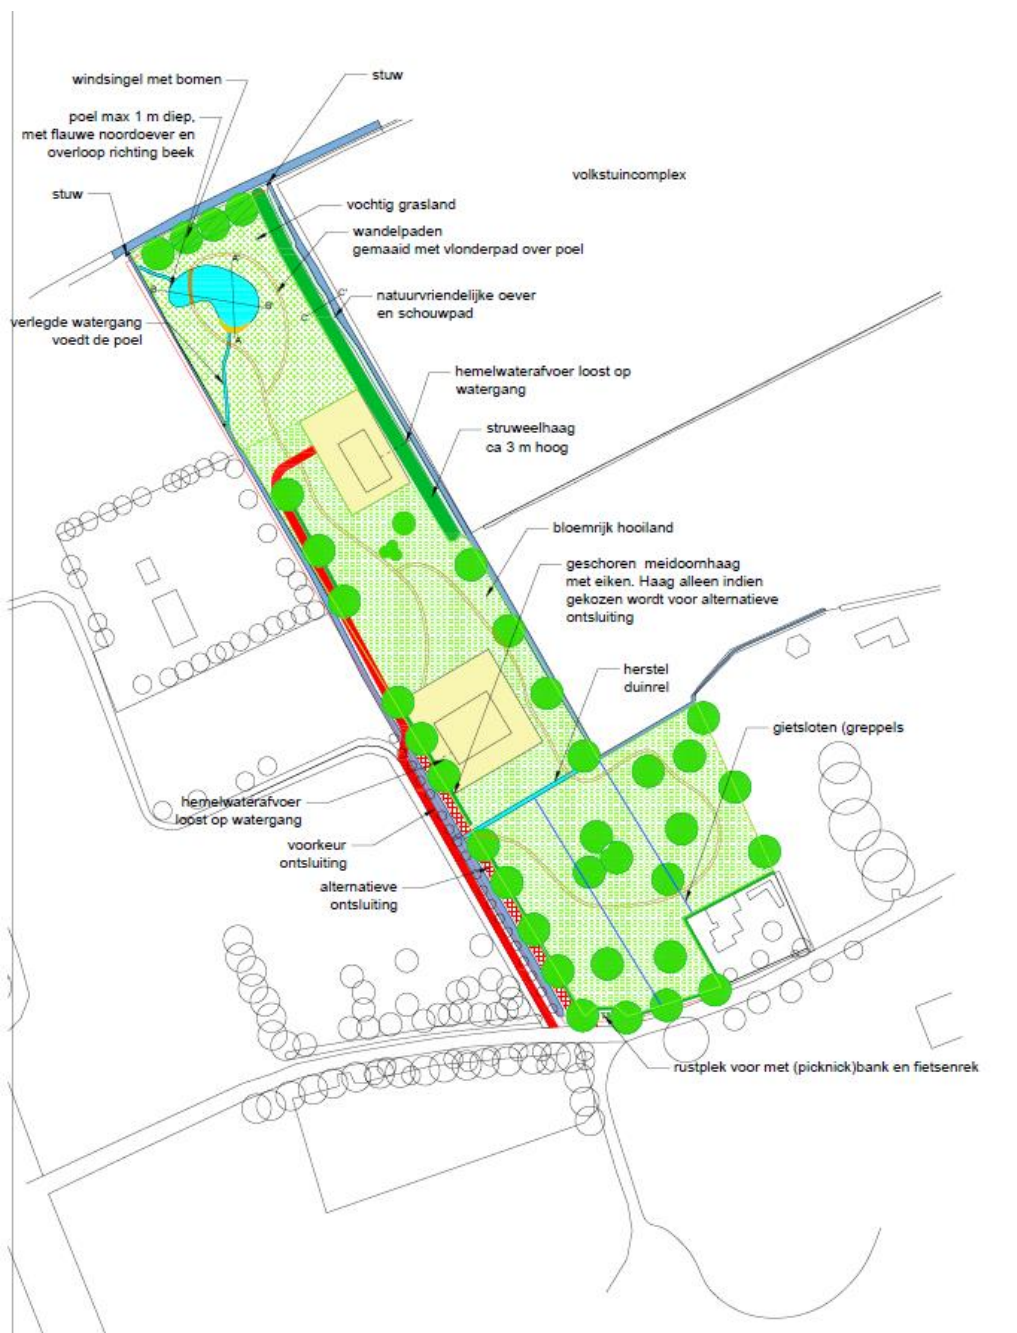 windsingel met bomen
stuw
poel max 1 m diep,
met flauwe noordoever en
overloop richting beek
volkstuincomplex
stuw
vochtig grasland
wandelpaden
gemaaid met vlonderpad over poel
A'
B
B'
C'
C
A
natuurvriendelijke oever
en schouwpad
verlegde watergang
voedt de poel
hemelwaterafvoer loost op
watergang
struweelhaag
ca 3 m hoog
bloemrijk hooiland
geschoren meidoornhaag
met eiken. Haag alleen indien
gekozen wordt voor alternatieve
ontsluiting
herstel
duinrel
gietsloten (greppels
hemelwaterafvoer
loost op watergang
voorkeur
ontsluiting
alternatieve
ontsluiting
rustplek voor met (picknick)bank en fietsenrek